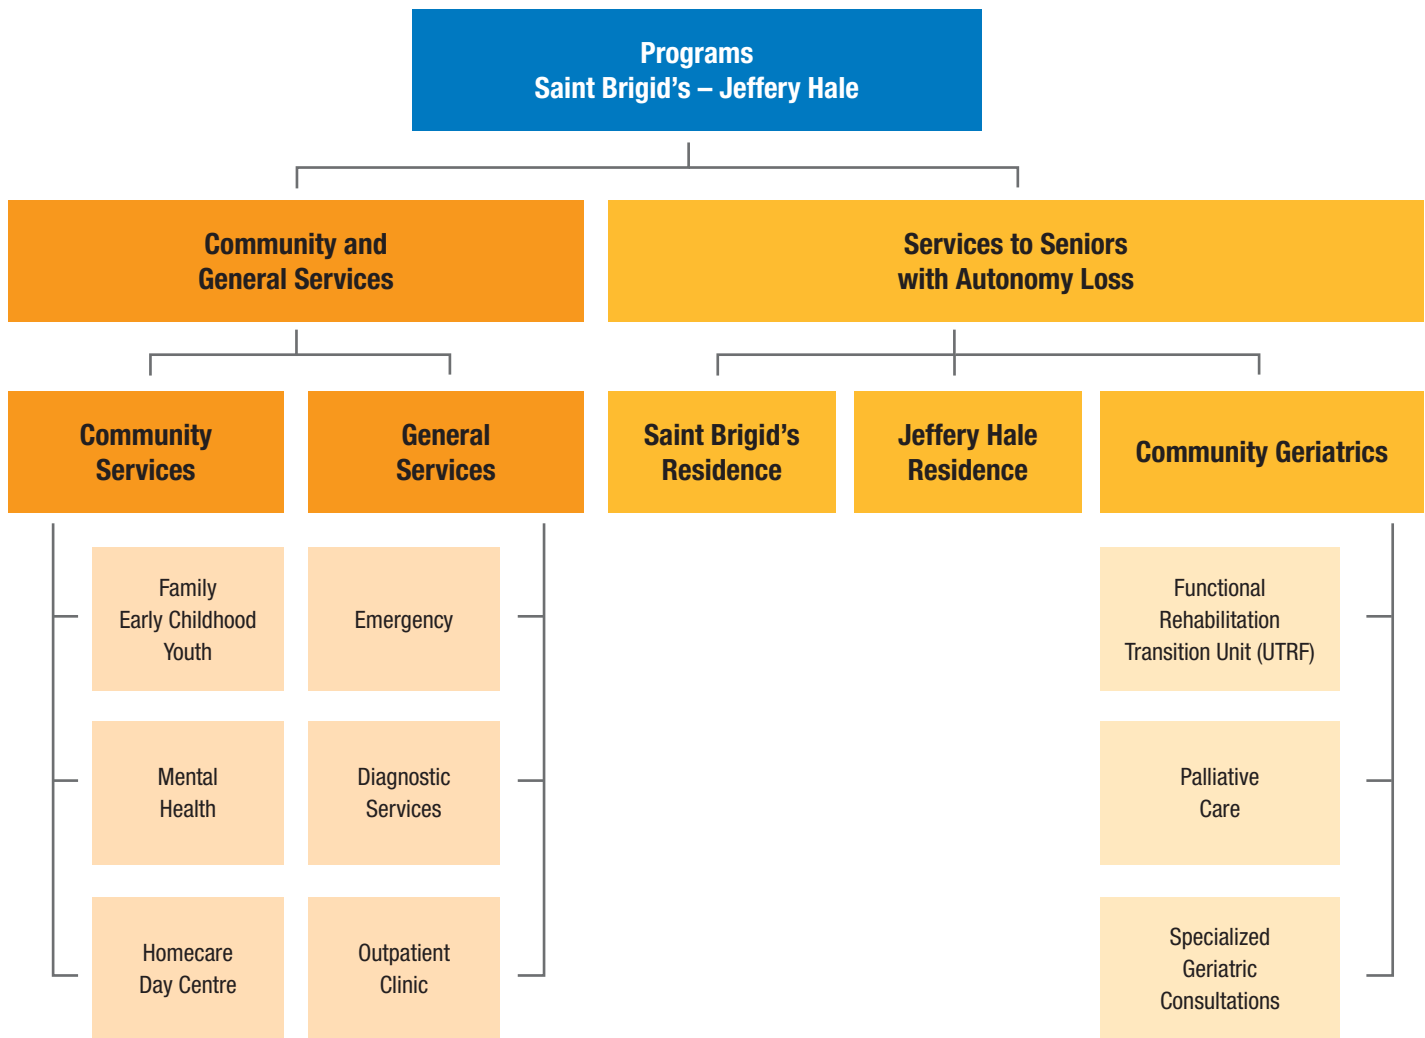 Programs
Saint Brigid's – Jeffery Hale
Community and
General Services
Services to Seniors
with Autonomy Loss
Community
Services
General
Services
Saint Brigid's
Residence
Jeffery Hale
Residence
Community Geriatrics
Family
Early Childhood
Youth
Emergency
Functional
Rehabilitation
Transition Unit (UTRF)
Mental
Health
Diagnostic
Services
Palliative
Care
Homecare
Day Centre
Outpatient
Clinic
Specialized
Geriatric
Consultations